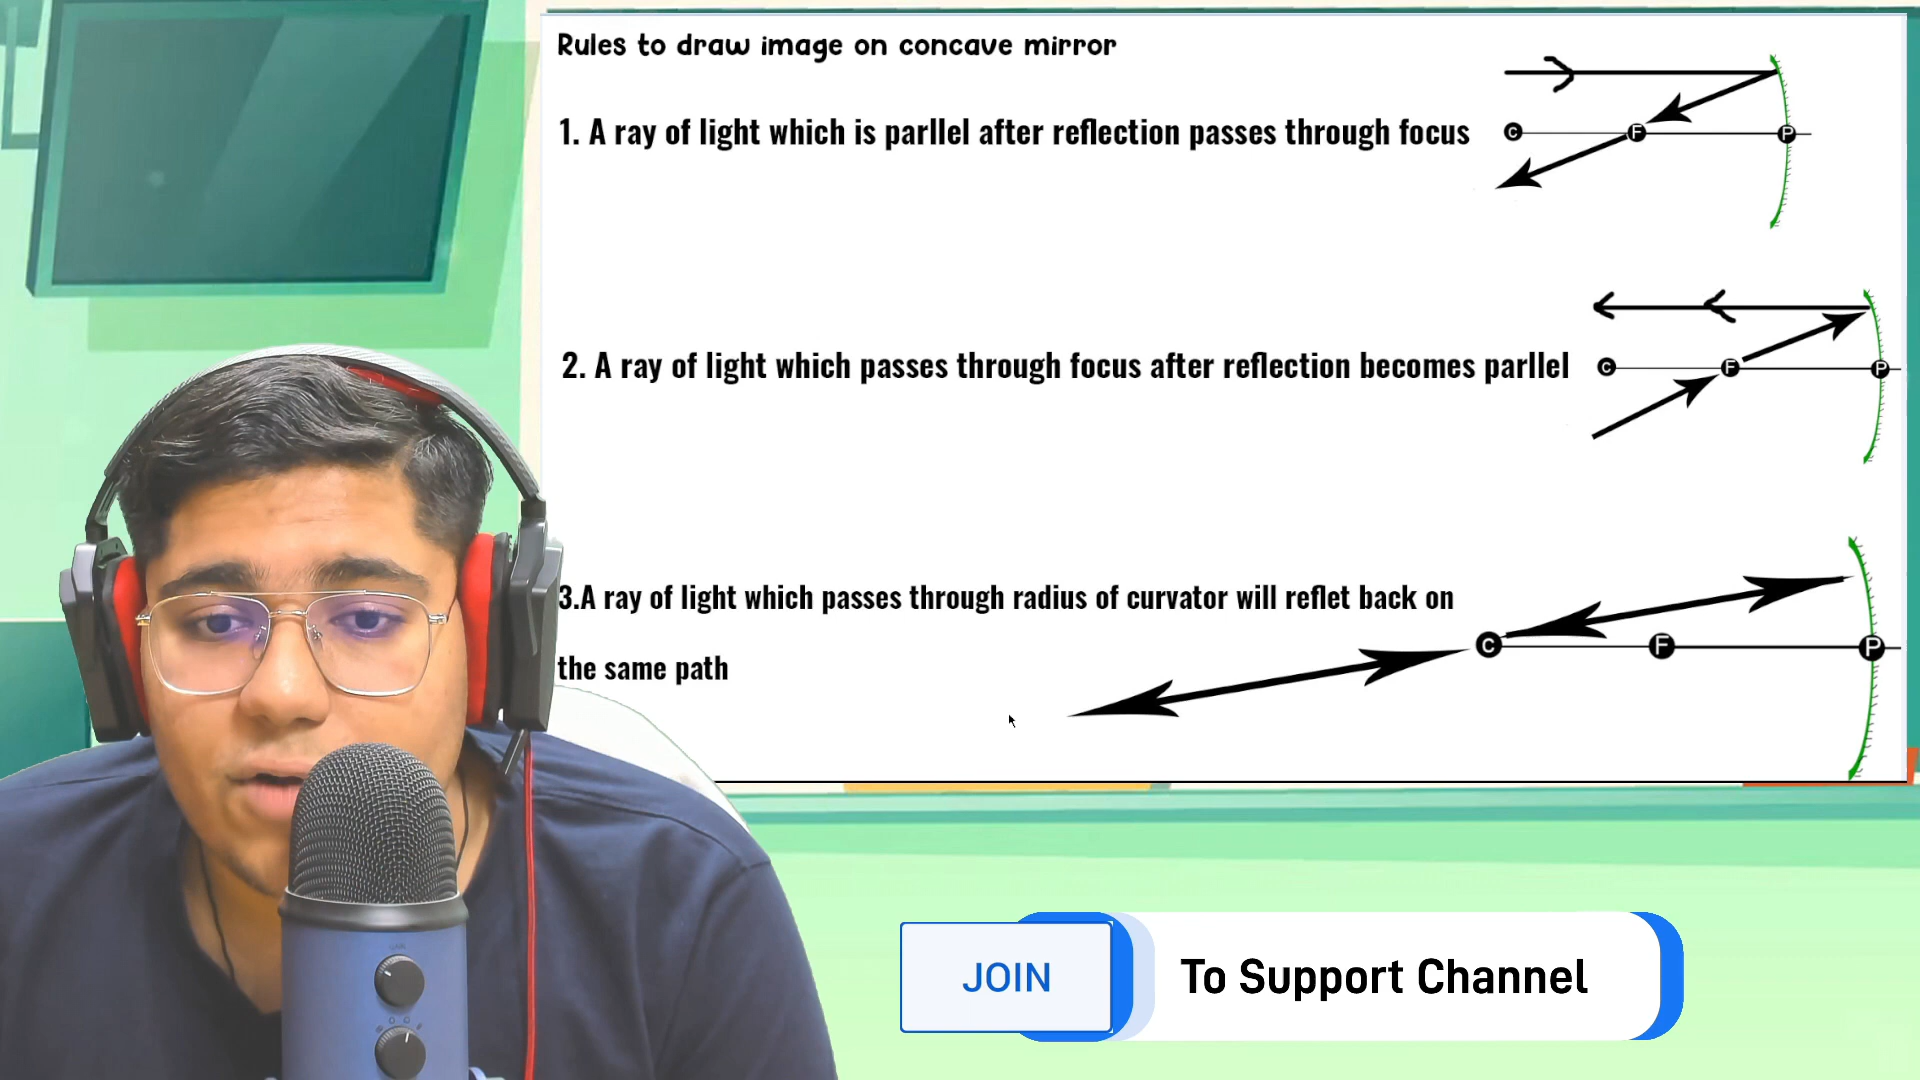 Rules to draw image on concave mirror
1. A ray of light which is parllel after reflection passes through focus
C F P
2. A ray of light which passes through focus after reflection becomes parllel
C F P
3.A ray of light which passes through radius of curvator will reflet back on
the same path
C F P
JOIN To Support Channel